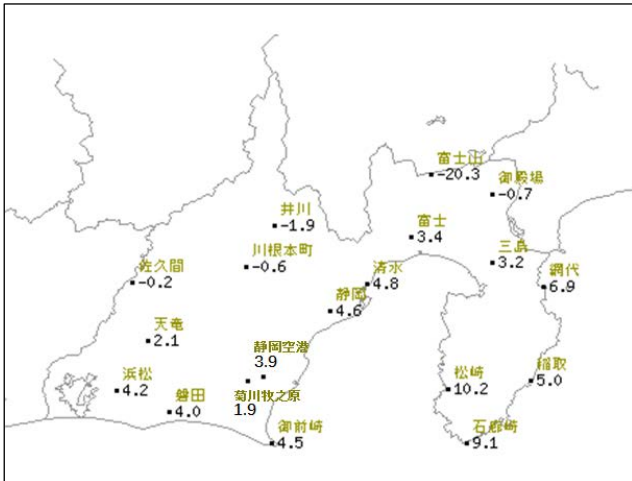 富士山
-20.3
御殿場
-0.7
井川
-1.9
富士
3.4
川根本町
-0.6
三島
3.2
佐久間
-0.2
清水
4.8
網代
6.9
静岡
4.6
天竜
2.1
静岡空港
3.9
浜松
4.2
菊川牧之原
1.9
磐田
4.0
松崎
10.2
稲取
5.0
御前崎
4.5
石廊崎
9.1